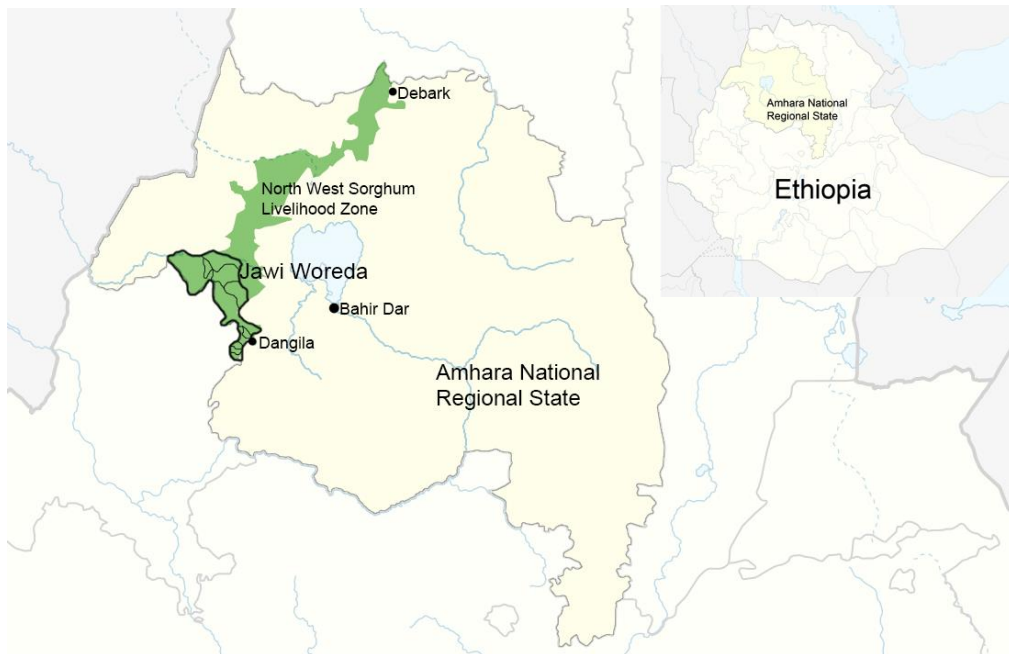 Debark
North West Sorghum
Livelihood Zone
Jawi Woreda
Bahir Dar
Dangila
Amhara National
Regional State
Amhara National
Regional State
Ethiopia